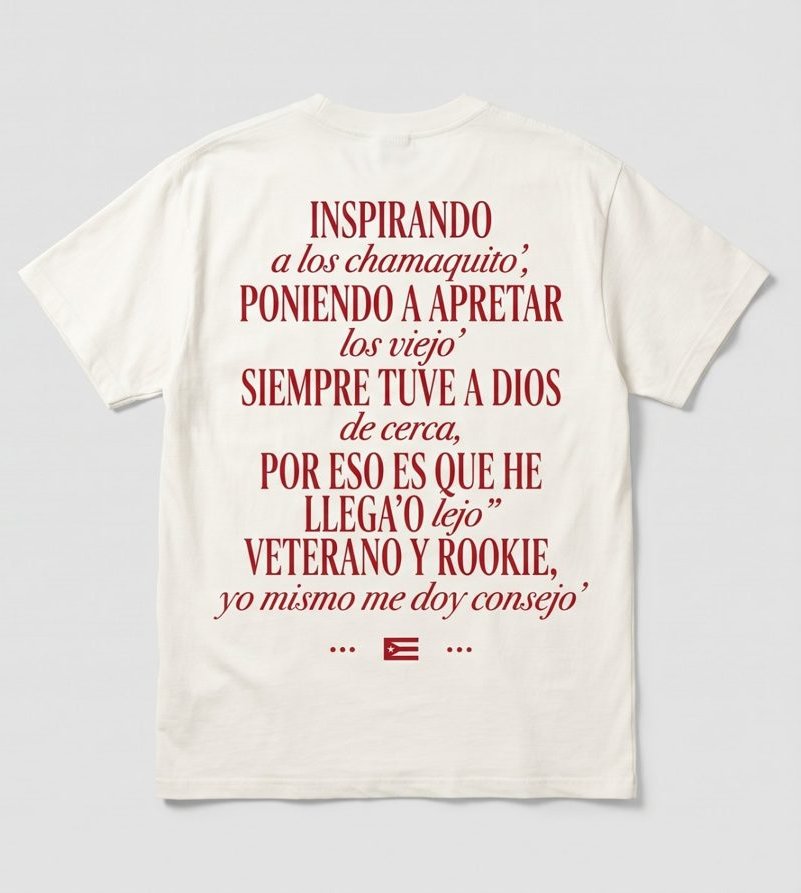 INSPIRANDO
a los chamaquito',
PONIENDO A APRETAR
los viejo'
SIEMPRE TUVE A DIOS
de cerca,
POR ESO ES QUE HE
LLEGA'O lejo”
VETERANO Y ROOKIE,
yo mismo me doy consejo'